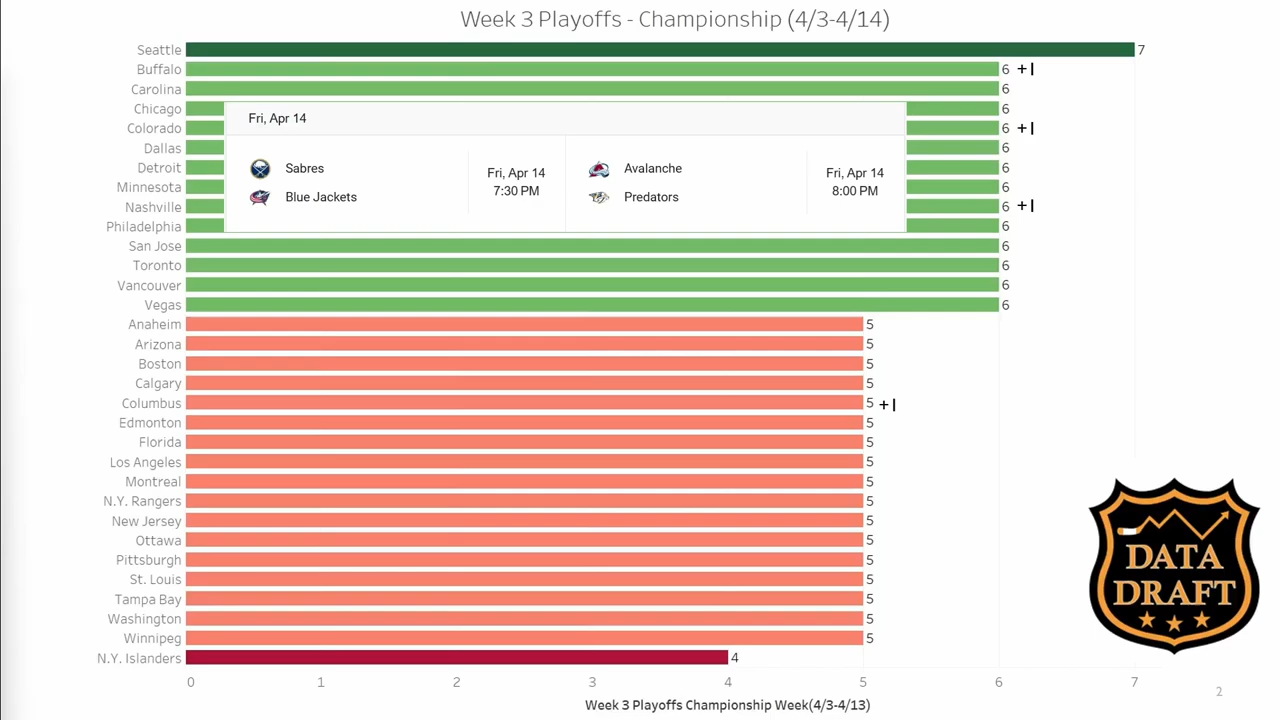 Week 3 Playoffs - Championship (4/3-4/14)
Seattle 7
Buffalo 6 +1
Carolina 6
Chicago 6
Colorado 6 +1
Dallas 6
Detroit 6
Minnesota 6
Nashville 6 +1
Philadelphia 6
San Jose 6
Toronto 6
Vancouver 6
Vegas 6
Fri, Apr 14
Sabres
Blue Jackets
Fri, Apr 14
7:30 PM
Avalanche
Predators
Fri, Apr 14
8:00 PM
Anaheim 5
Arizona 5
Boston 5
Calgary 5
Columbus 5 +1
Edmonton 5
Florida 5
Los Angeles 5
Montreal 5
N.Y. Rangers 5
New Jersey 5
Ottawa 5
Pittsburgh 5
St. Louis 5
Tampa Bay 5
Washington 5
Winnipeg 5
N.Y. Islanders 4
0 1 2 3 4 5 6 7
Week 3 Playoffs Championship Week(4/3-4/13)
DATA
DRAFT
2